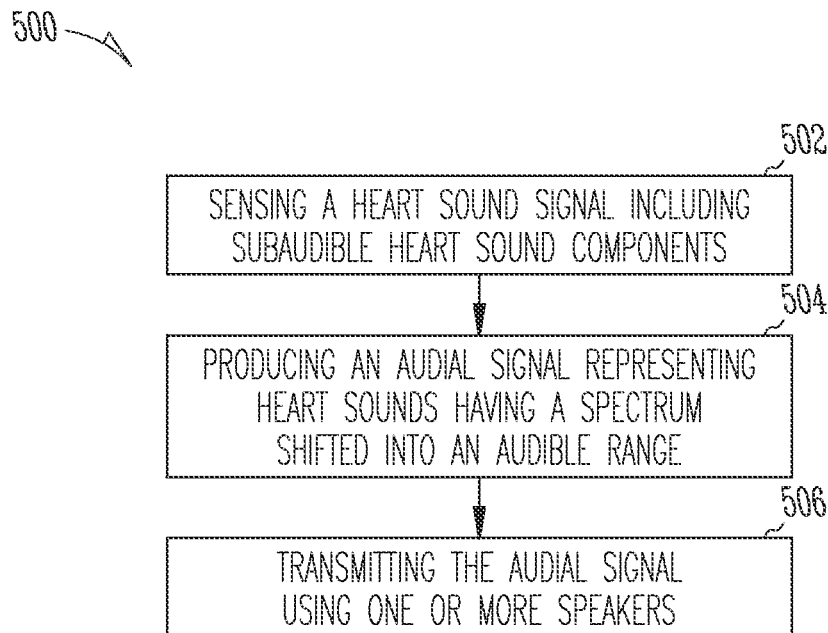 500
502
SENSING A HEART SOUND SIGNAL INCLUDING
SUBAUDIBLE HEART SOUND COMPONENTS
504
PRODUCING AN AUDIAL SIGNAL REPRESENTING
HEART SOUNDS HAVING A SPECTRUM
SHIFTED INTO AN AUDIBLE RANGE
506
TRANSMITTING THE AUDIAL SIGNAL
USING ONE OR MORE SPEAKERS